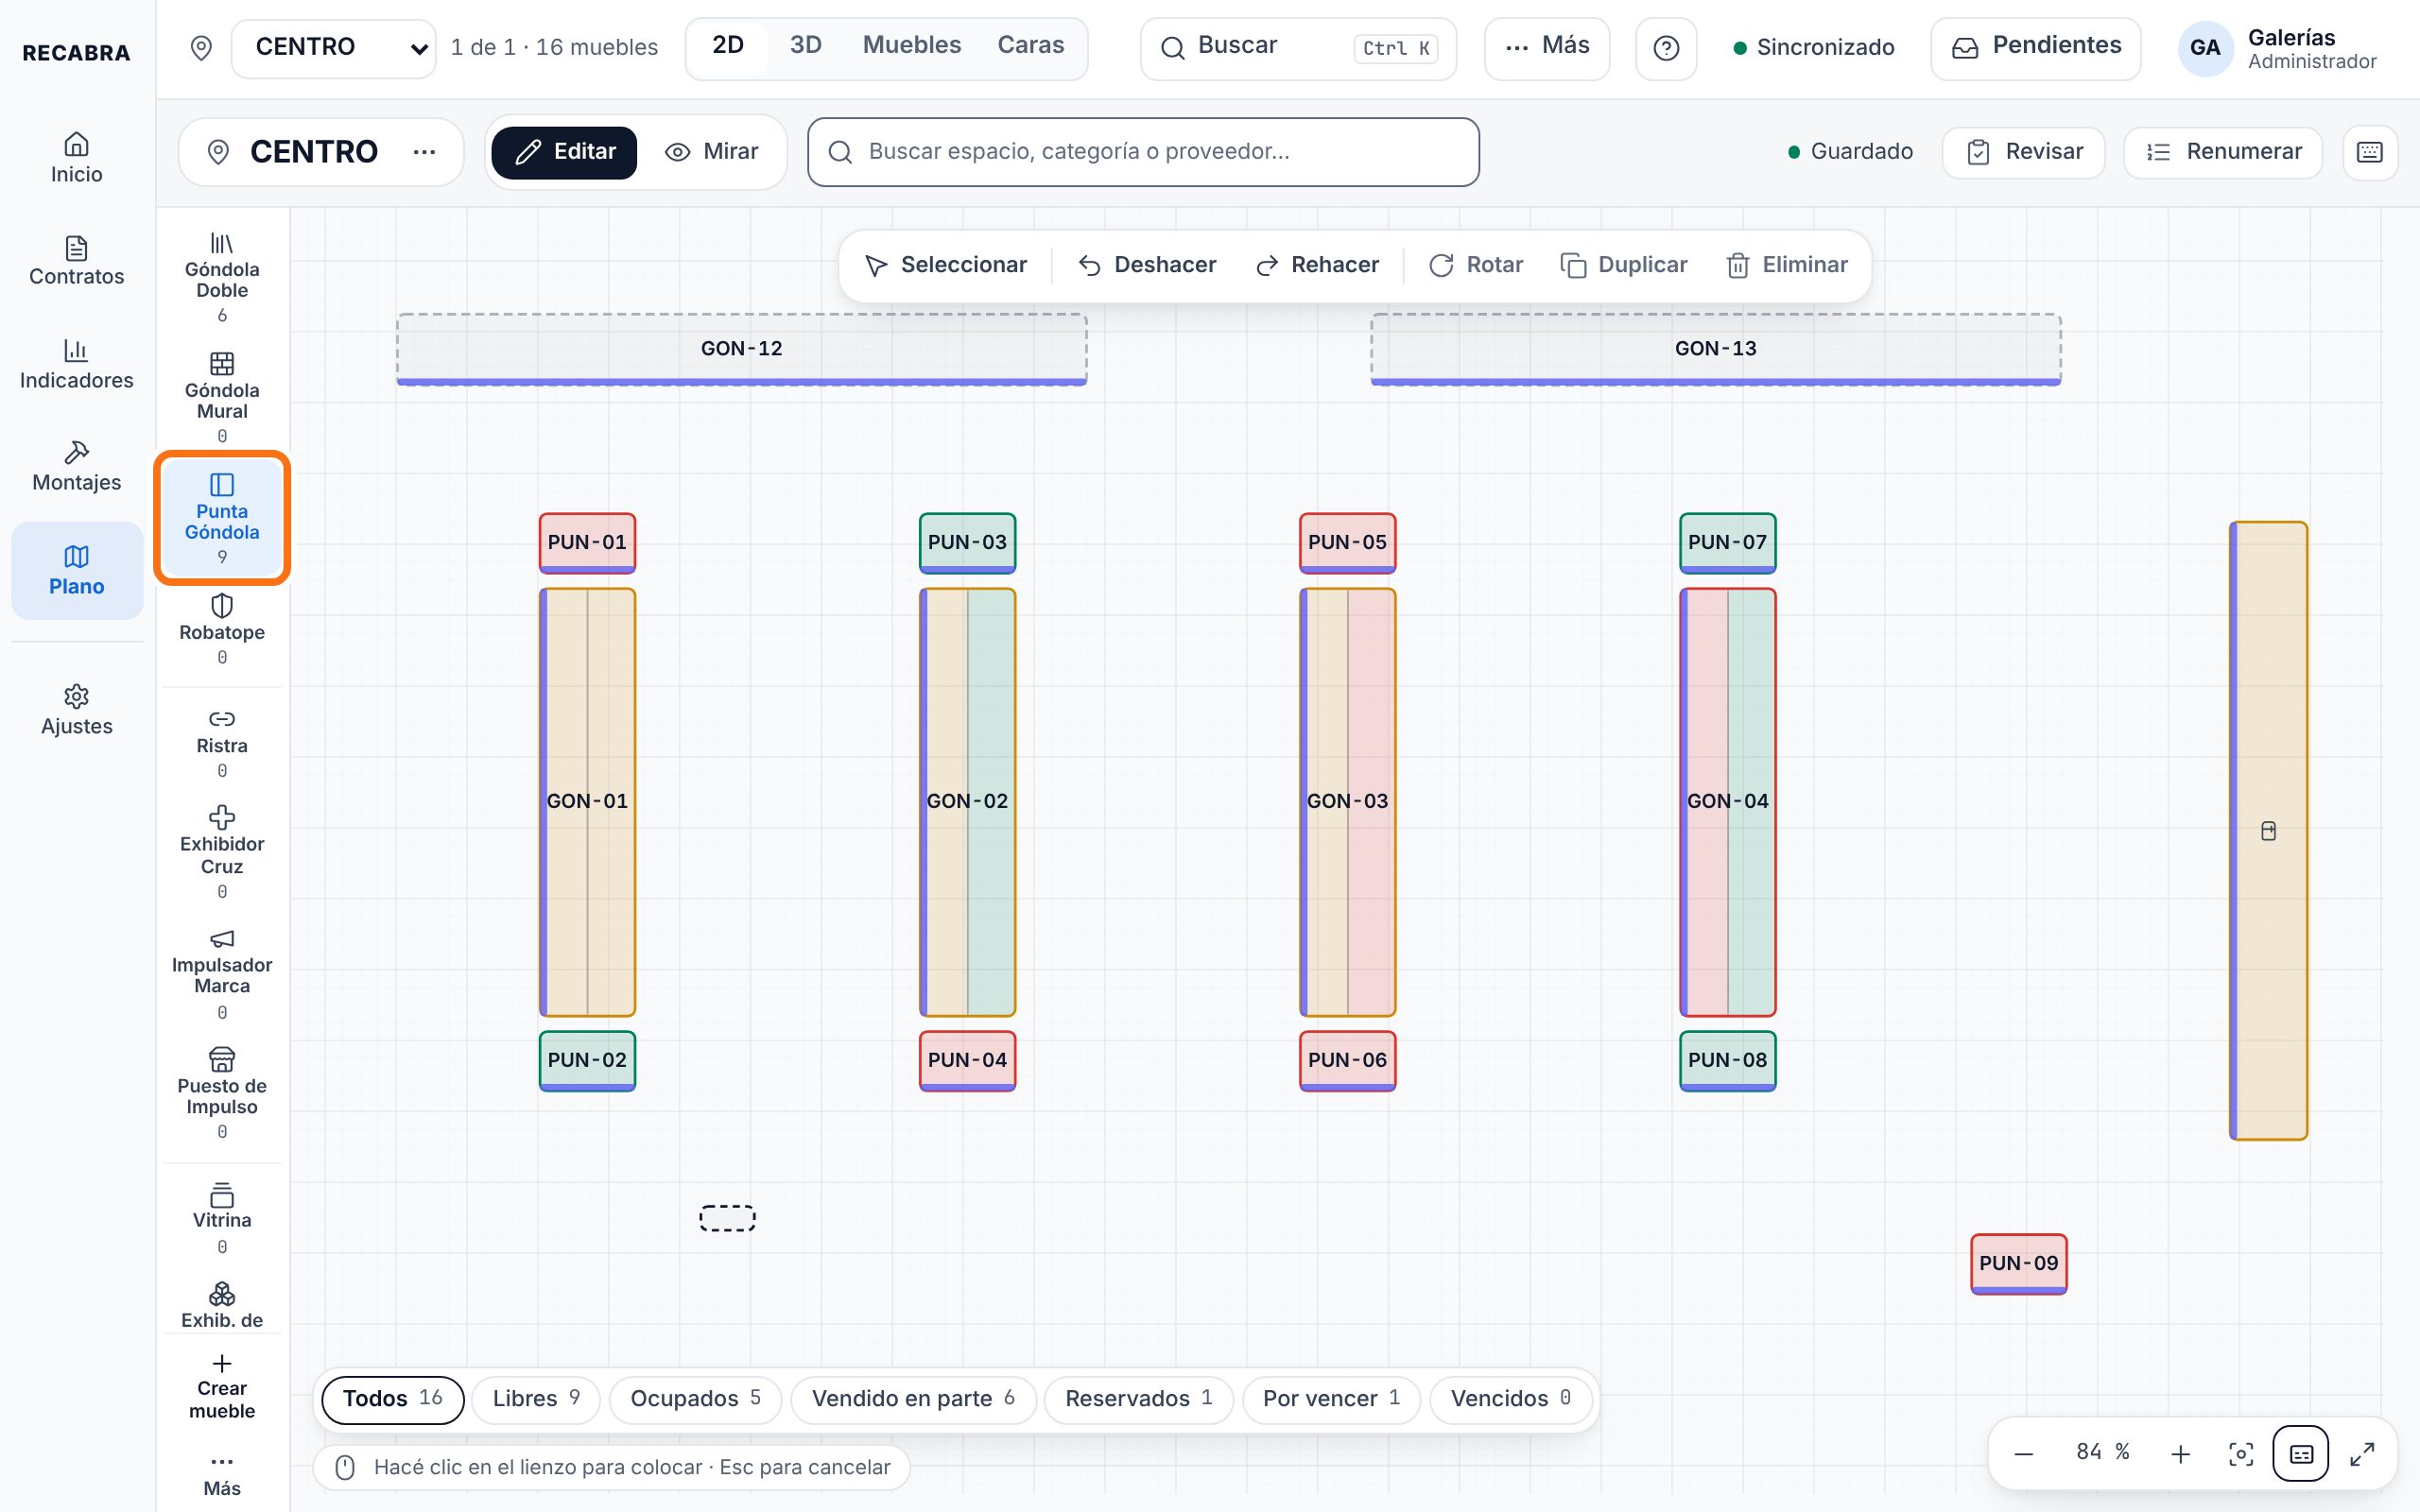 RECABRA
CENTRO
1 de 1 · 16 muebles
2D
3D
Muebles
Caras
Buscar
Ctrl K
Más
Sincronizado
Pendientes
GA
Galerías
Administrador
Inicio
Contratos
Indicadores
Montajes
Plano
Ajustes
CENTRO
Editar
Mirar
Buscar espacio, categoría o proveedor...
Guardado
Revisar
Renumerar
Góndola
Doble
6
Góndola
Mural
0
Punta
Góndola
9
Robatope
0
Ristra
0
Exhibidor
Cruz
0
Impulsador
Marca
0
Puesto de
Impulso
0
Vitrina
0
Exhib. de
Crear
mueble
Más
Seleccionar
Deshacer
Rehacer
Rotar
Duplicar
Eliminar
GON-12
GON-13
PUN-01
PUN-03
PUN-05
PUN-07
GON-01
GON-02
GON-03
GON-04
PUN-02
PUN-04
PUN-06
PUN-08
PUN-09
Todos 16
Libres 9
Ocupados 5
Vendido en parte 6
Reservados 1
Por vencer 1
Vencidos 0
Hacé clic en el lienzo para colocar · Esc para cancelar
84 %